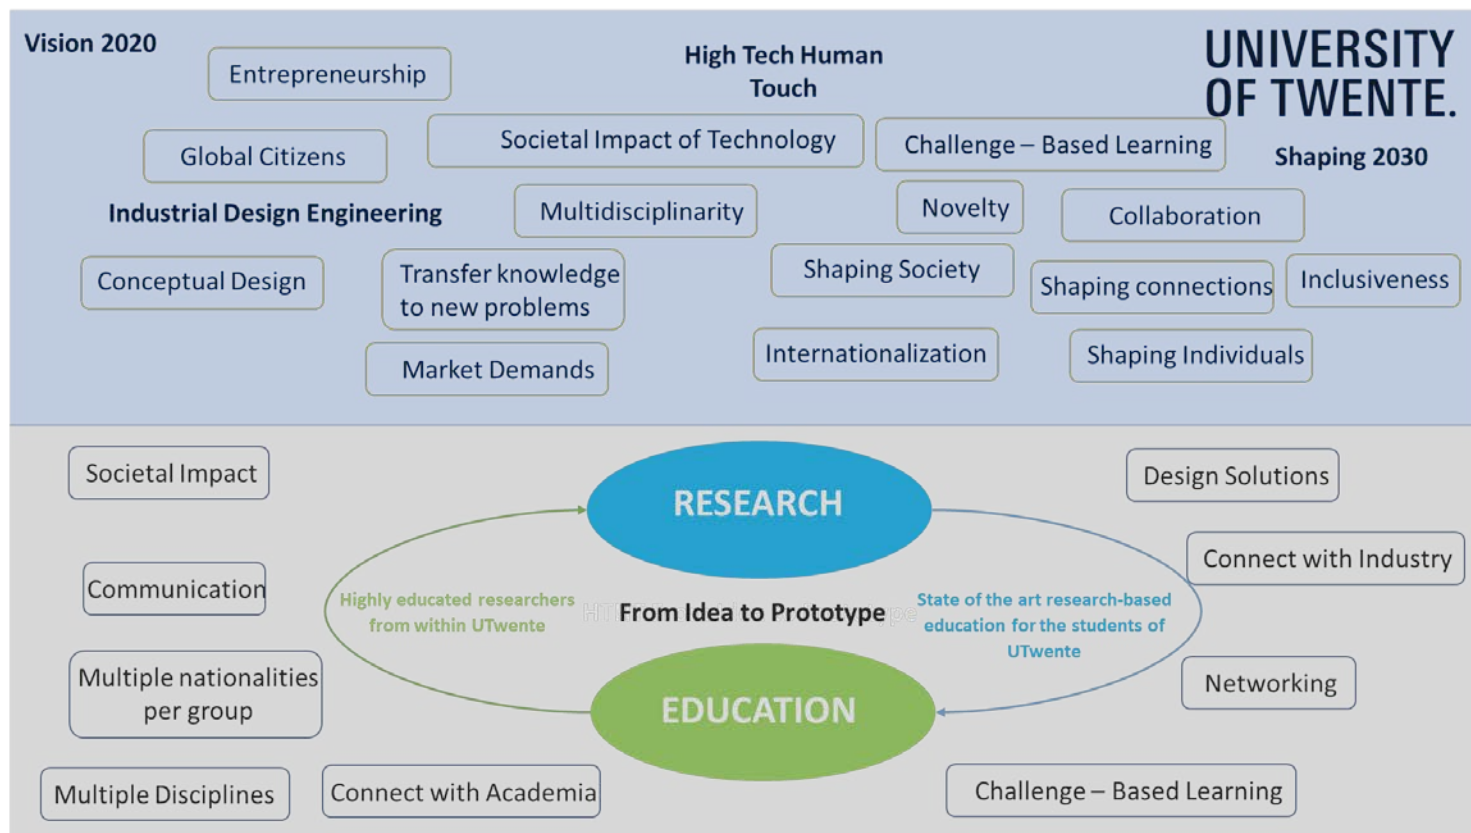 Vision 2020
Entrepreneurship
High Tech Human
Touch
UNIVERSITY
OF TWENTE.
Global Citizens
Societal Impact of Technology
Challenge – Based Learning
Shaping 2030
Industrial Design Engineering
Multidisciplinarity
Novelty
Collaboration
Conceptual Design
Transfer knowledge
to new problems
Shaping Society
Shaping connections
Inclusiveness
Market Demands
Internationalization
Shaping Individuals
Societal Impact
RESEARCH
Design Solutions
Connect with Industry
Communication
Highly educated researchers
from within UTwente
From Idea to Prototype
State of the art research-based
education for the students of
UTwente
Multiple nationalities
per group
EDUCATION
Networking
Multiple Disciplines
Connect with Academia
Challenge – Based Learning